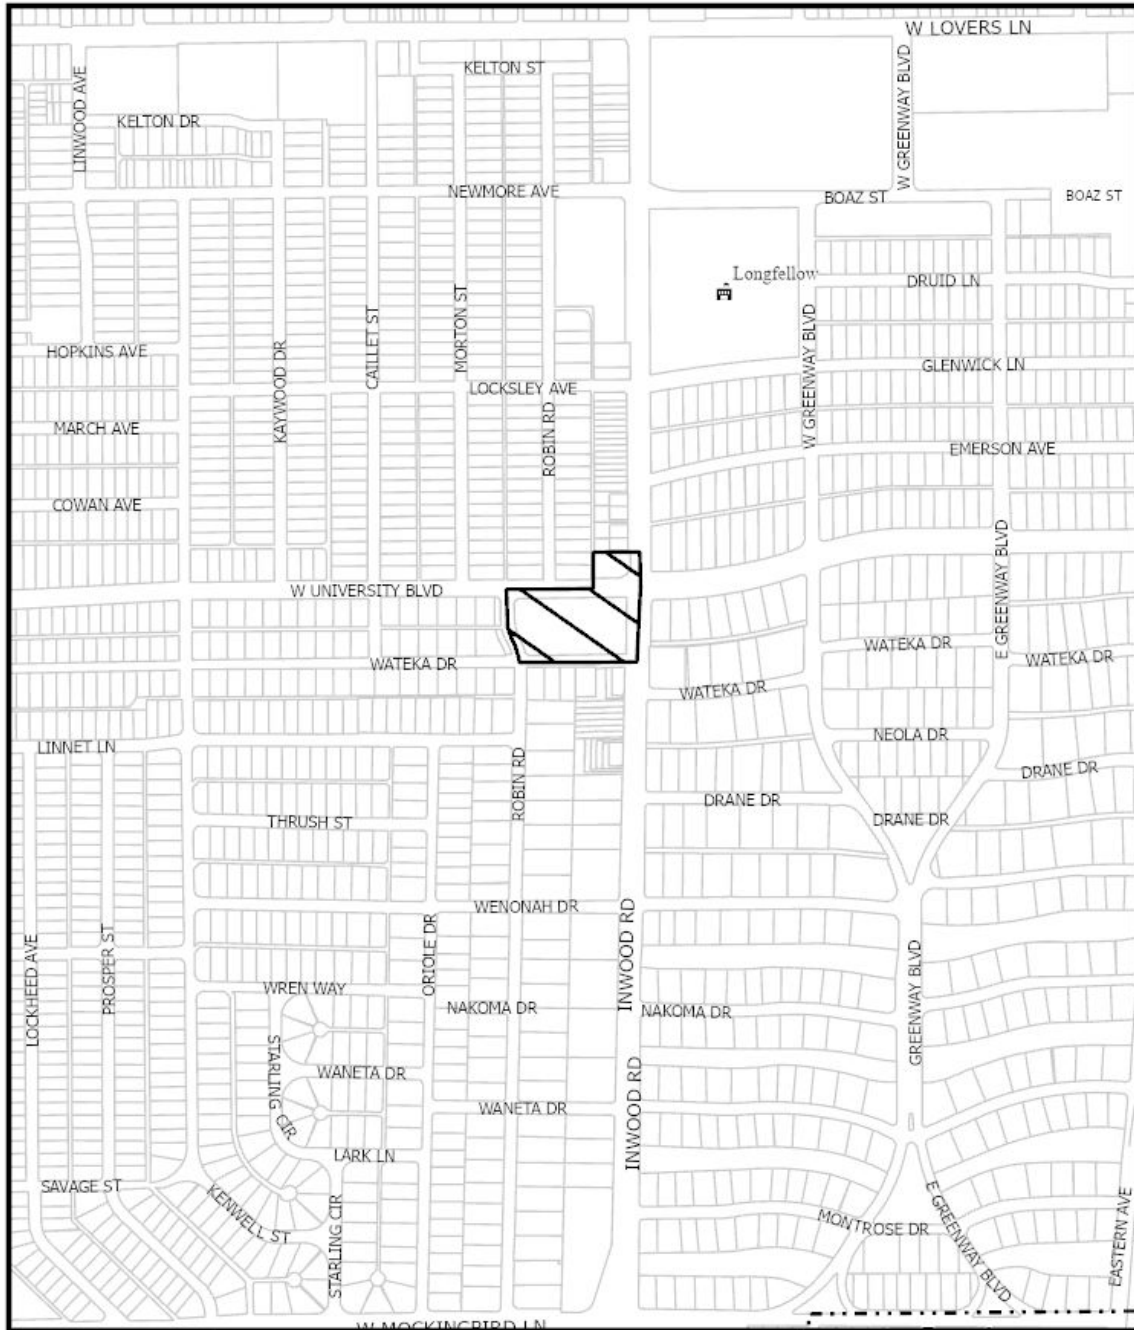 W LOVERS LN
KELTON ST
LINWOOD AVE
W GREENWAY BLVD
KELTON DR
NEWMORE AVE
BOAZ ST
BOAZ ST
Longfellow
DRUID LN
MORTON ST
CAILLET ST
W GREENWAY BLVD
HOPKINS AVE
KAYWOOD DR
GLENWICK LN
LOCKSLEY AVE
ROBIN RD
MARCH AVE
EMERSON AVE
COWAN AVE
E GREENWAY BLVD
W UNIVERSITY BLVD
WATEKA DR
WATEKA DR
WATEKA DR
WATEKA DR
NEOLA DR
LINNET LN
ROBIN RD
DRANE DR
DRANE DR
THRUSH ST
DRANE DR
WENONAH DR
INWOOD RD
ORIOLE DR
LOCKHEED AVE
PROSPER ST
GREENWAY BLVD
WREN WAY
NAKOMA DR
NAKOMA DR
STARLING CIR
WANETA DR
INWOOD RD
WANETA DR
LARK LN
SAVAGE ST
KENWELL ST
STARLING CIR
MONTROSE DR
E GREENWAY BLVD
EASTERN AVE
W MOCKINGBIRD LN